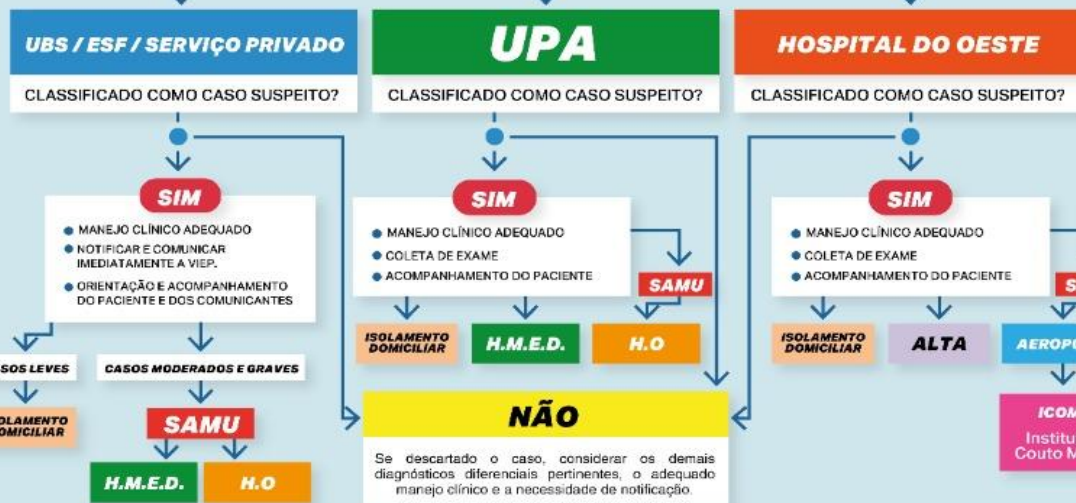 UBS / ESF / SERVIÇO PRIVADO
CLASSIFICADO COMO CASO SUSPEITO?
SIM
MANEJO CLÍNICO ADEQUADO
NOTIFICAR E COMUNICAR
IMEDIATAMENTE A VIEP.
ORIENTAÇÃO E ACOMPANHAMENTO
DO PACIENTE E DOS COMUNICANTES
LEVES
CASOS MODERADOS E GRAVES
SAMU
H.M.E.D.
H.O
UPA
CLASSIFICADO COMO CASO SUSPEITO?
SIM
MANEJO CLÍNICO ADEQUADO
COLETA DE EXAME
ACOMPANHAMENTO DO PACIENTE
SAMU
ISOLAMENTO
DOMICILIAR
H.M.E.D.
H.O
NÃO
Se descartado o caso, considerar os demais
diagnósticos diferenciais pertinentes, o adequado
manejo clínico e a necessidade de notificação.
HOSPITAL DO OESTE
CLASSIFICADO COMO CASO SUSPEITO?
SIM
MANEJO CLÍNICO ADEQUADO
COLETA DE EXAME
ACOMPANHAMENTO DO PACIENTE
ISOLAMENTO
DOMICILIAR
ALTA
Couto